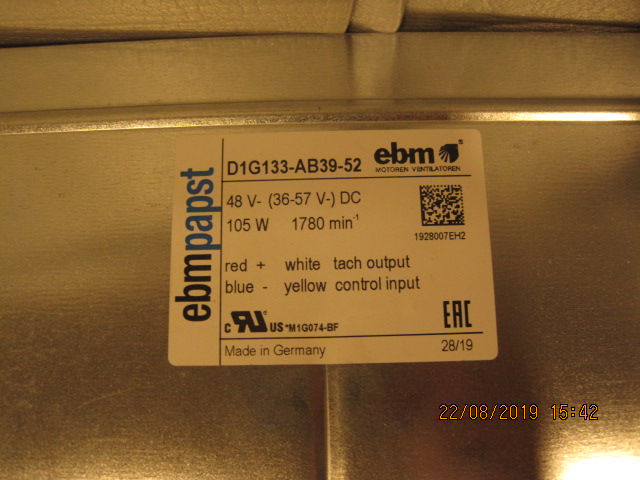 ebmpapst
D1G133-AB39-52
ebm
MOTOREN VENTILATOREN
48 V- (36-57 V-) DC
105 W 1780 min-1
1928007EH2
red + white tach output
blue - yellow control input
c RU US *M1G074-BF
EAC
Made in Germany
28/19
22/08/2019 15:42